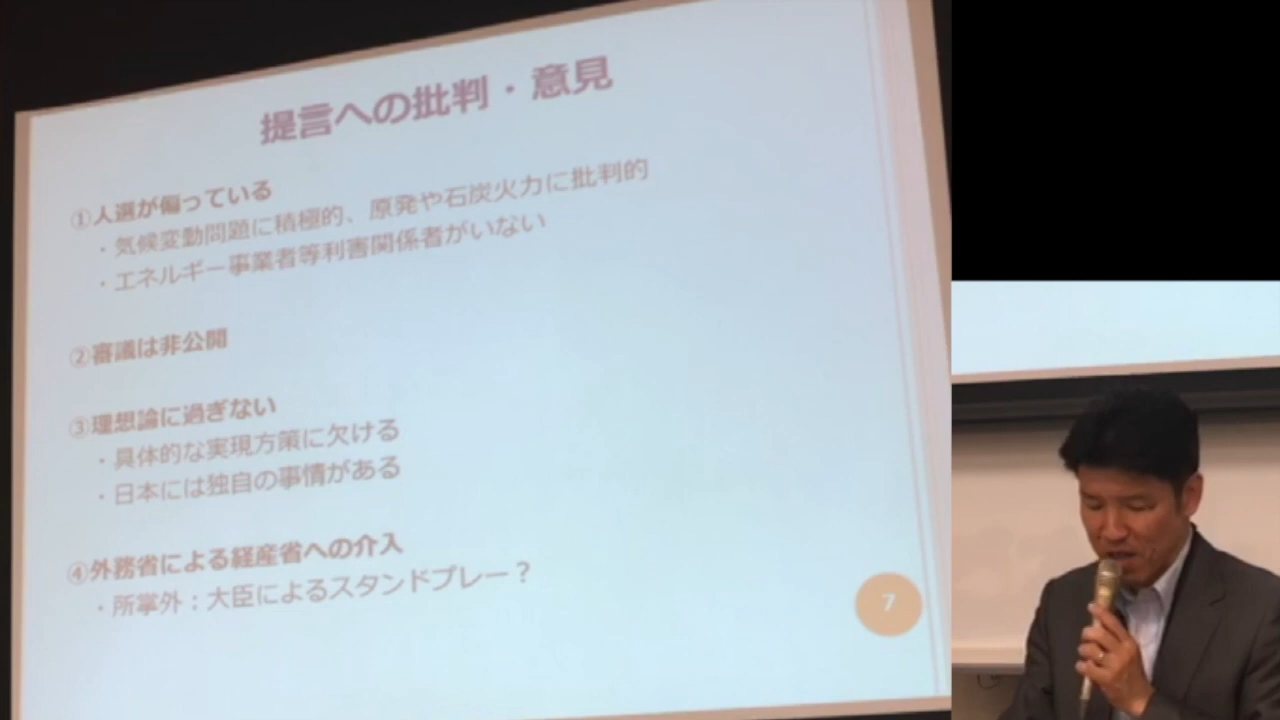 提言への批判・意見
①人選が偏っている
・気候変動問題に積極的、原発や石炭火力に批判的
・エネルギー事業者等利害関係者がいない
②審議は非公開
③理想論に過ぎない
・具体的な実現方策に欠ける
・日本には独自の事情がある
④外務省による経産省への介入
・所掌外：大臣によるスタンドプレー？
7